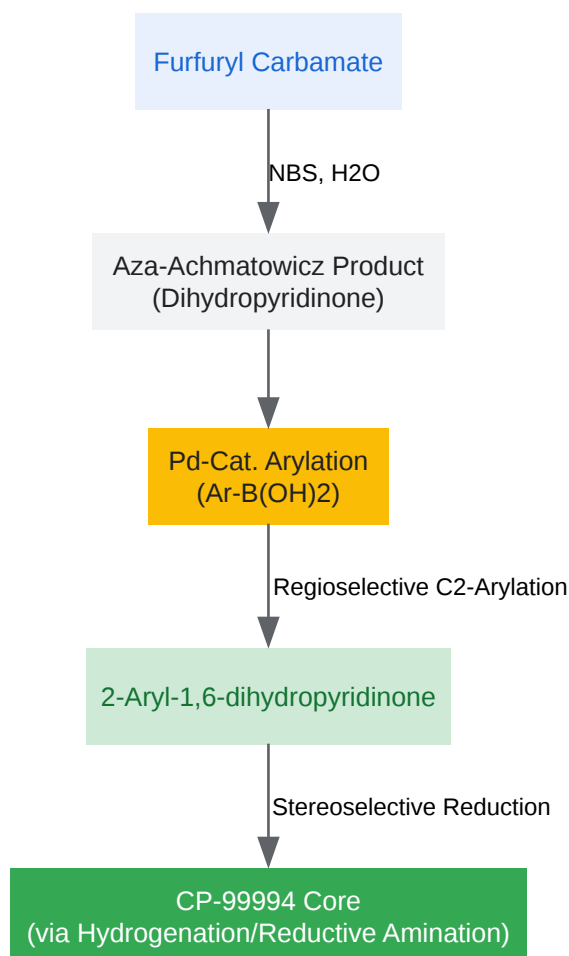 Furfuryl Carbamate
NBS, H2O
Aza-Achmatowicz Product
(Dihydropyridinone)
Pd-Cat. Arylation
(Ar-B(OH)2)
Regioselective C2-Arylation
2-Aryl-1,6-dihydropyridinone
Stereoselective Reduction
CP-99994 Core
(via Hydrogenation/Reductive Amination)